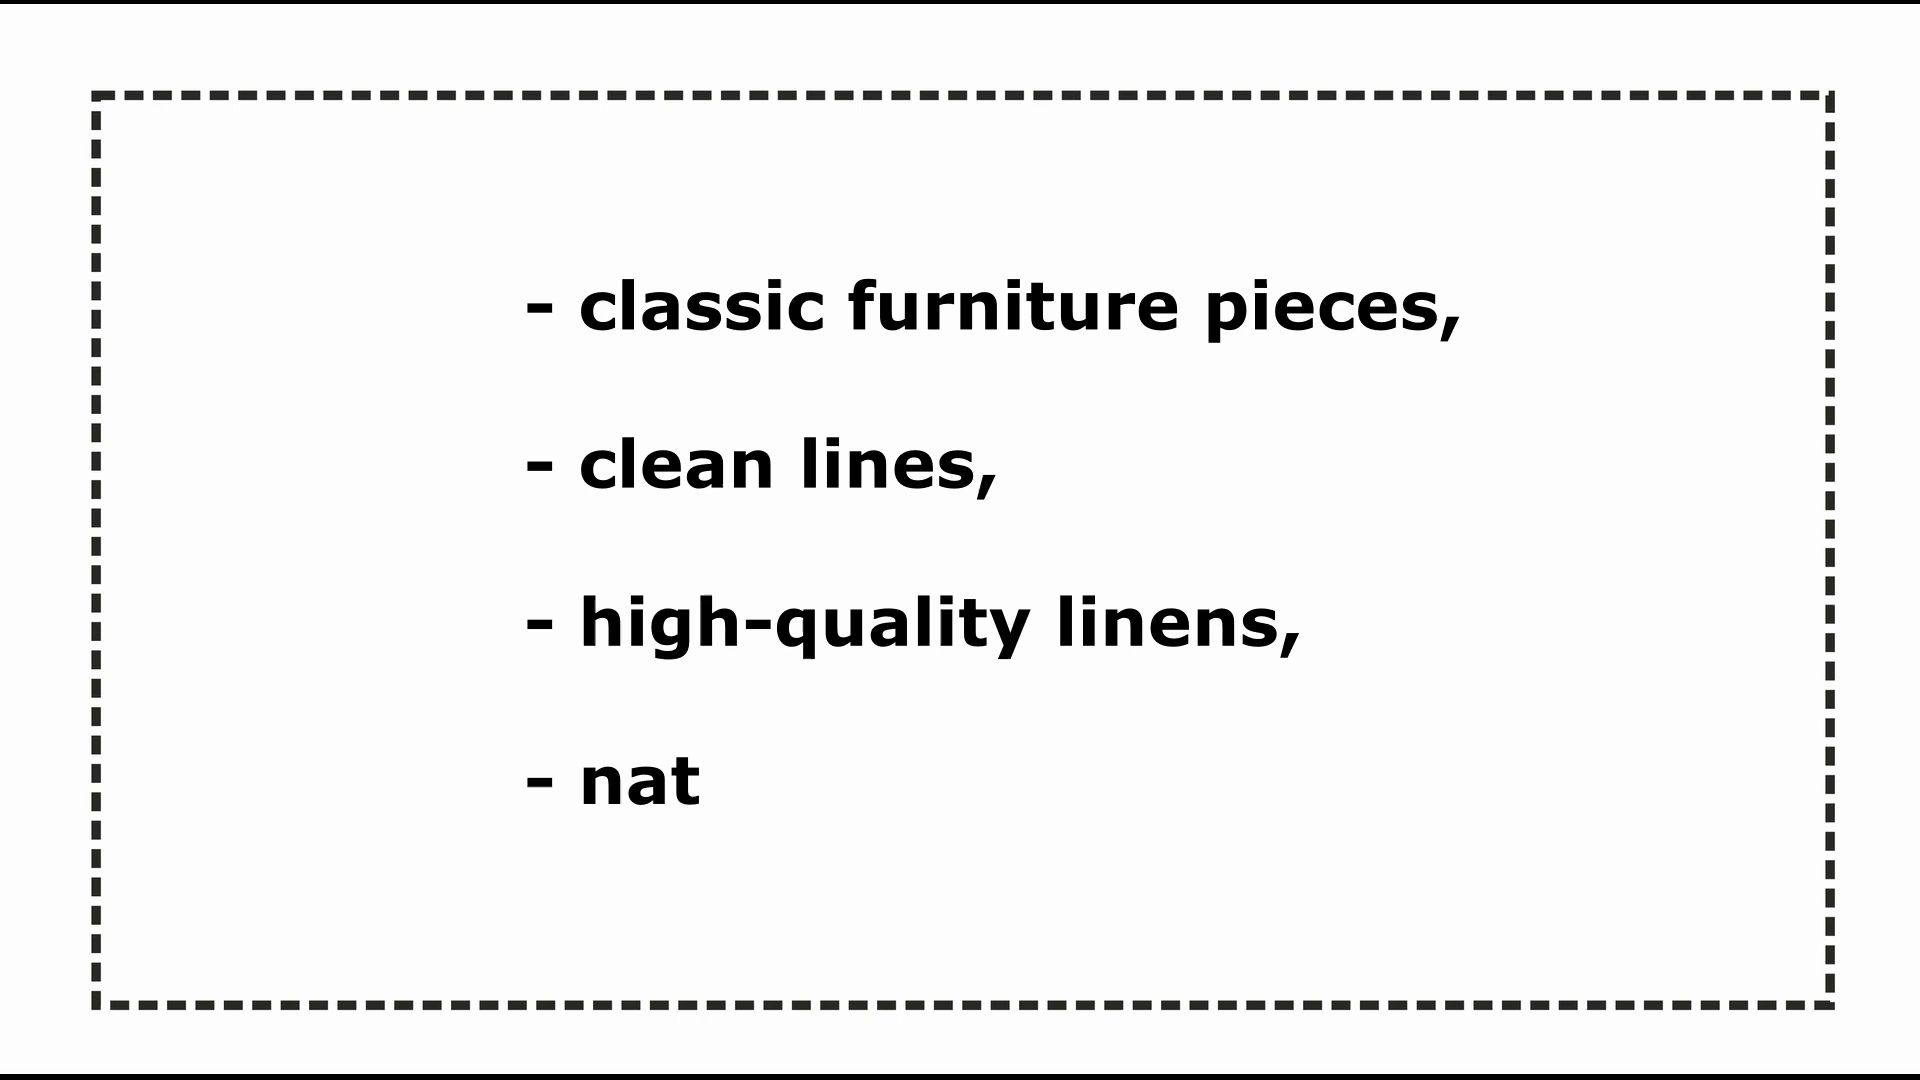 - classic furniture pieces,
- clean lines,
- high-quality linens,
- nat